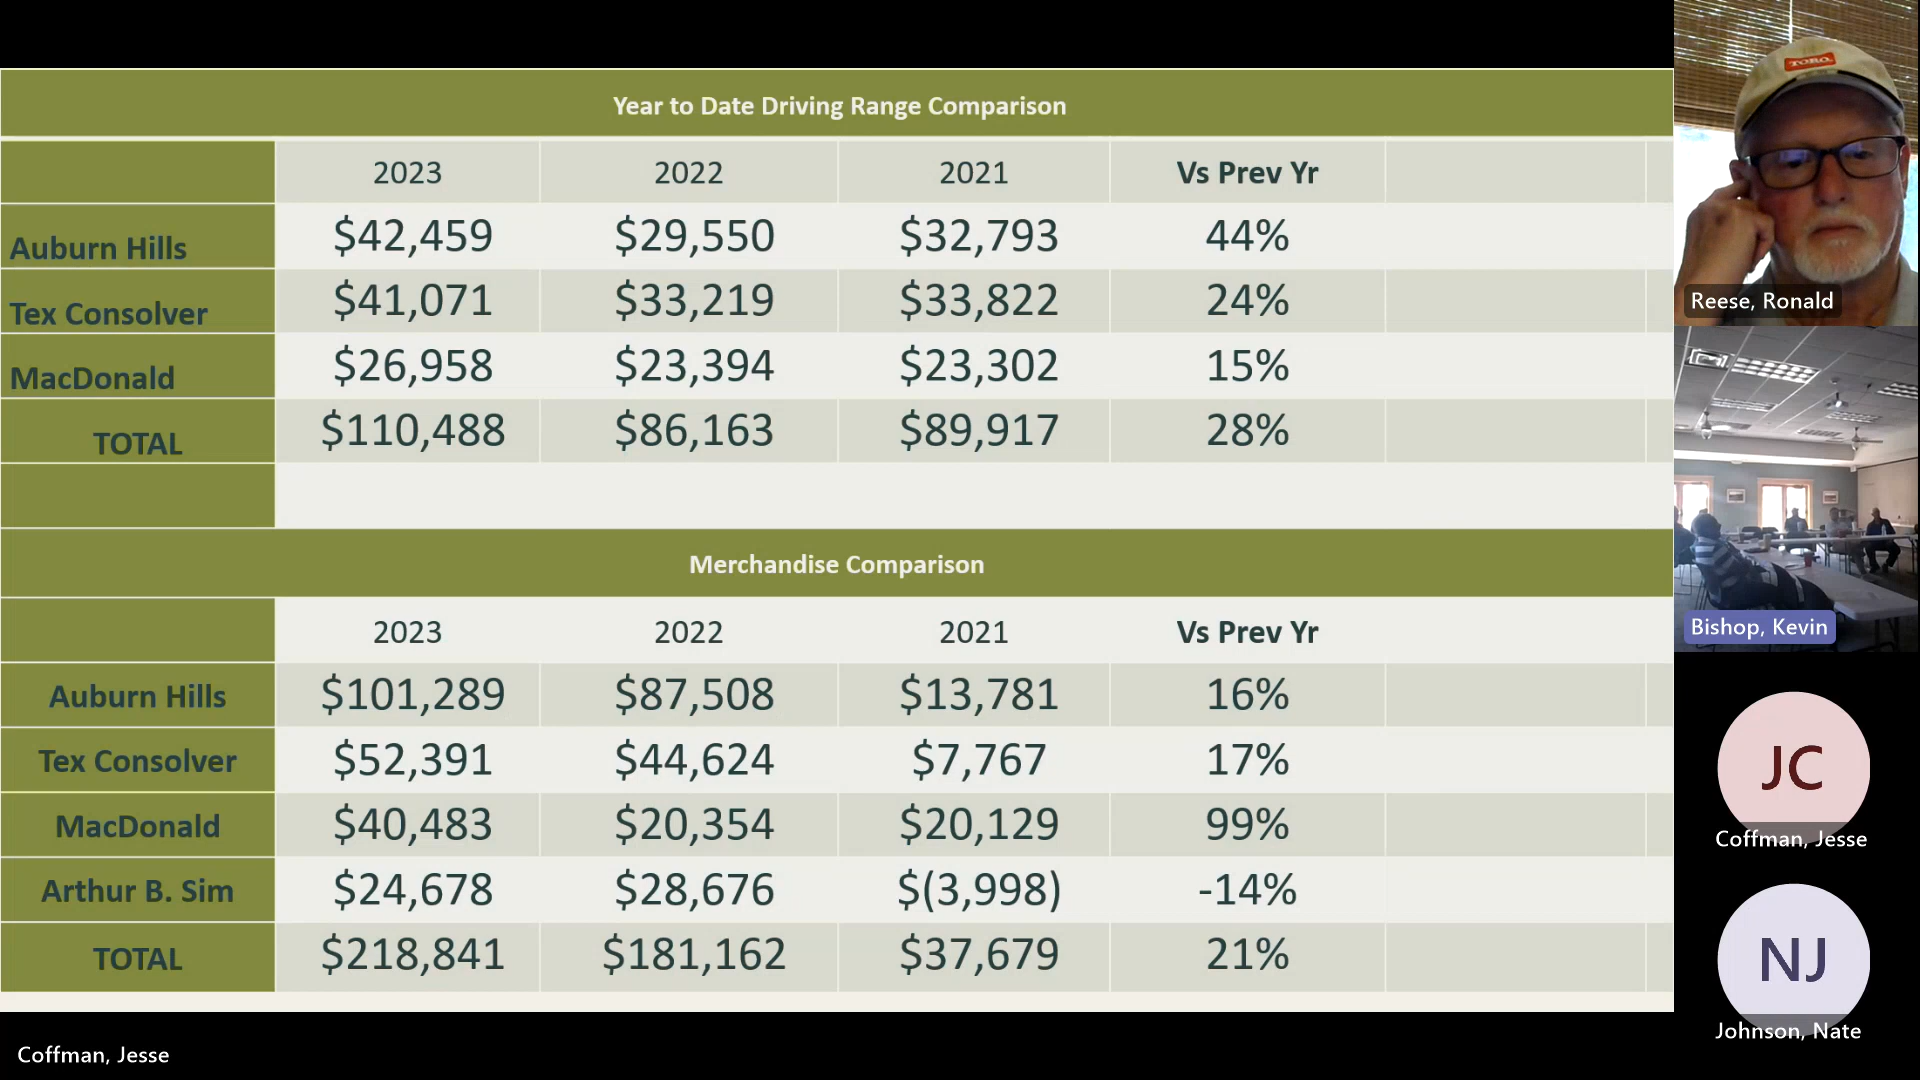 Year to Date Driving Range Comparison
2023 2022 2021 Vs Prev Yr
Auburn Hills $42,459 $29,550 $32,793 44%
Tex Consolver $41,071 $33,219 $33,822 24%
MacDonald $26,958 $23,394 $23,302 15%
TOTAL $110,488 $86,163 $89,917 28%
Merchandise Comparison
2023 2022 2021 Vs Prev Yr
Auburn Hills $101,289 $87,508 $13,781 16%
Tex Consolver $52,391 $44,624 $7,767 17%
MacDonald $40,483 $20,354 $20,129 99%
Arthur B. Sim $24,678 $28,676 $(3,998) -14%
TOTAL $218,841 $181,162 $37,679 21%
Coffman, Jesse
TORO
Reese, Ronald
Bishop, Kevin
JC
Coffman, Jesse
NJ
Johnson, Nate